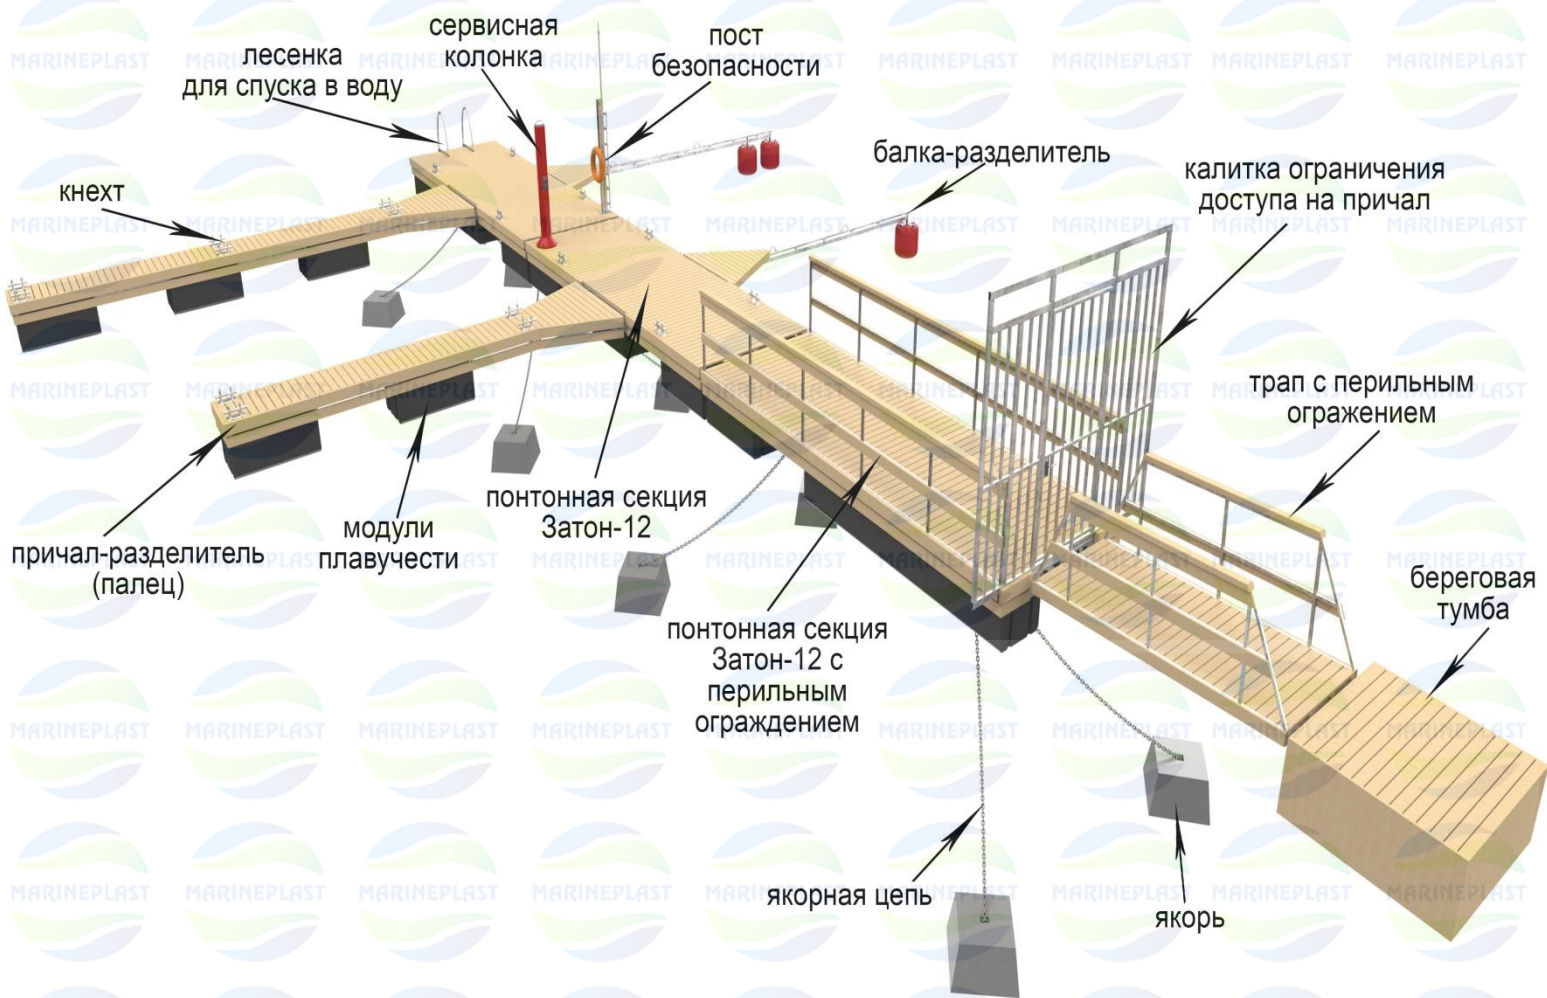 лесенка
для спуска в воду
сервисная
колонка
пост
безопасности
балка-разделитель
калитка ограничения
доступа на причал
кнехт
трап с перильным
огражением
причал-разделитель
(палец)
модули
плавучести
понтонная секция
Затон-12
понтонная секция
Затон-12 с
перильным
ограждением
береговая
тумба
якорная цепь
якорь
MARINEPLAST